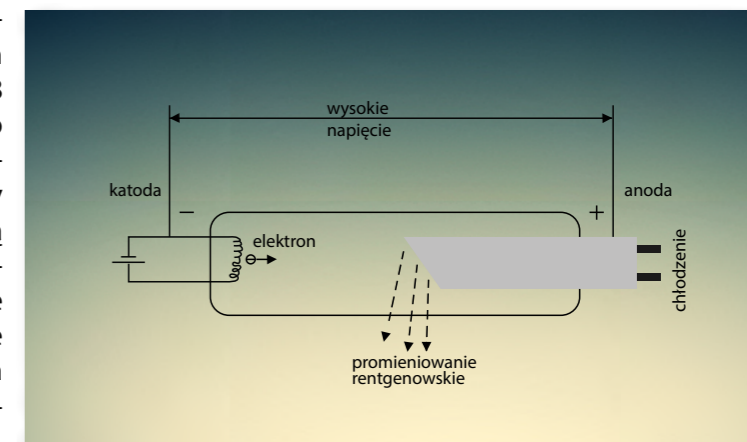 wysokie
napięcie
katoda
anoda
−
+
elektron
chłodzenie
promieniowanie
rentgenowskie